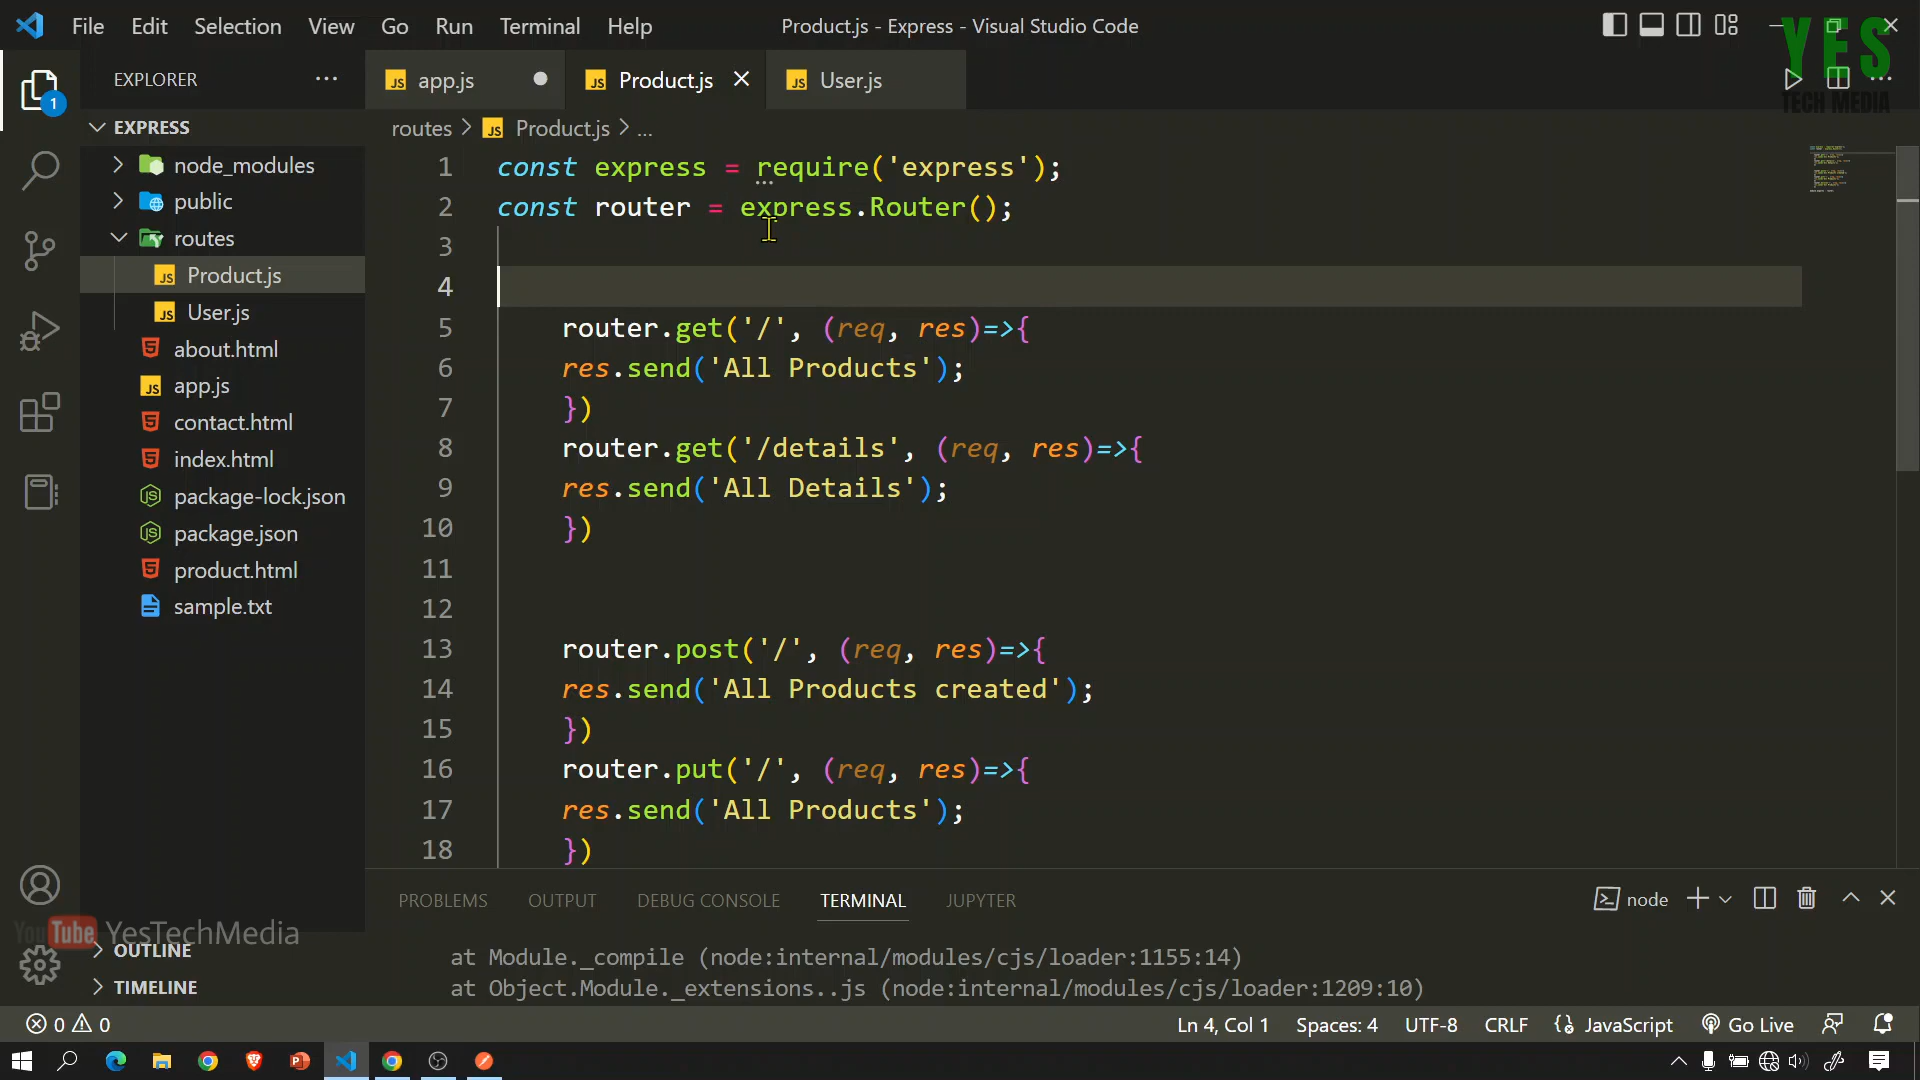 File Edit Selection View Go Run Terminal Help
Product.js - Express - Visual Studio Code
YES
TECH MEDIA
EXPLORER
app.js
Product.js
User.js
1
EXPRESS
routes > Product.js > ...
node_modules
public
routes
Product.js
User.js
about.html
app.js
contact.html
index.html
package-lock.json
package.json
product.html
sample.txt
1 const express = require('express');
2 const router = express.Router();
3
4
5 router.get('/', (req, res)=>{
6 res.send('All Products');
7 })
8 router.get('/details', (req, res)=>{
9 res.send('All Details');
10 })
11
12
13 router.post('/', (req, res)=>{
14 res.send('All Products created');
15 })
16 router.put('/', (req, res)=>{
17 res.send('All Products');
18 })
PROBLEMS OUTPUT DEBUG CONSOLE TERMINAL JUPYTER
node
YouTube YesTechMedia
OUTLINE
TIMELINE
at Module._compile (node:internal/modules/cjs/loader:1155:14)
at Object.Module._extensions..js (node:internal/modules/cjs/loader:1209:10)
0 0
Ln 4, Col 1 Spaces: 4 UTF-8 CRLF {} JavaScript Go Live